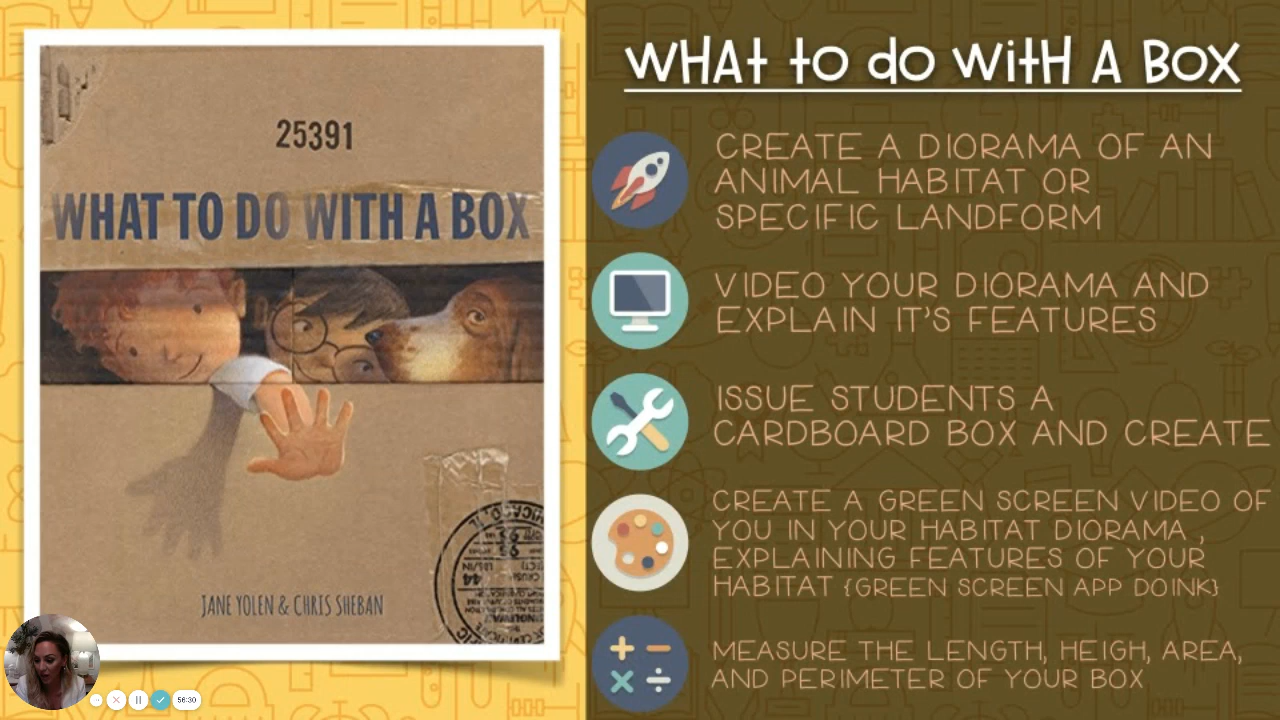 25391
WHAT TO DO WITH A BOX
JANE YOLEN & CHRIS SHEBAN
WHAT to do WITH A BOX
CREATE A DIORAMA OF AN
ANIMAL HABITAT OR
SPECIFIC LANDFORM
VIDEO YOUR DIORAMA AND
EXPLAIN IT'S FEATURES
ISSUE STUDENTS A
CARDBOARD BOX AND CREATE
CREATE A GREEN SCREEN VIDEO OF
YOU IN YOUR HABITAT DIORAMA ,
EXPLAINING FEATURES OF YOUR
HABITAT {GREEN SCREEN APP DOINK}
MEASURE THE LENGTH, HEIGH, AREA,
AND PERIMETER OF YOUR BOX
56:30